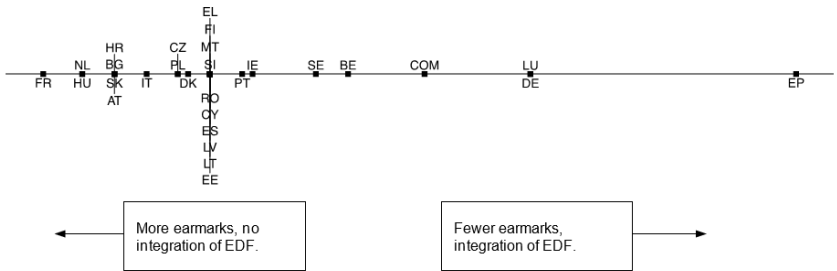 EL
FI
HR CZ MT
NL BG PL SI IE SE BE COM LU
FR HU SK IT DK PT DE EP
AT RO
CY
ES
LV
LT
EE
More earmarks, no
integration of EDF.
Fewer earmarks,
integration of EDF.